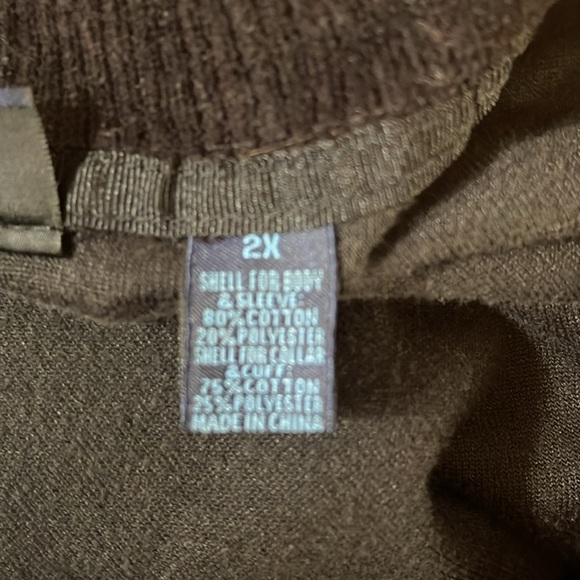 2X
SHELL FOR BODY
& SLEEVE:
80%COTTON
20%POLYESTER
SHELL FOR COLLAR
&CUFF:
75%COTTON
25%POLYESTER
MADE IN CHINA